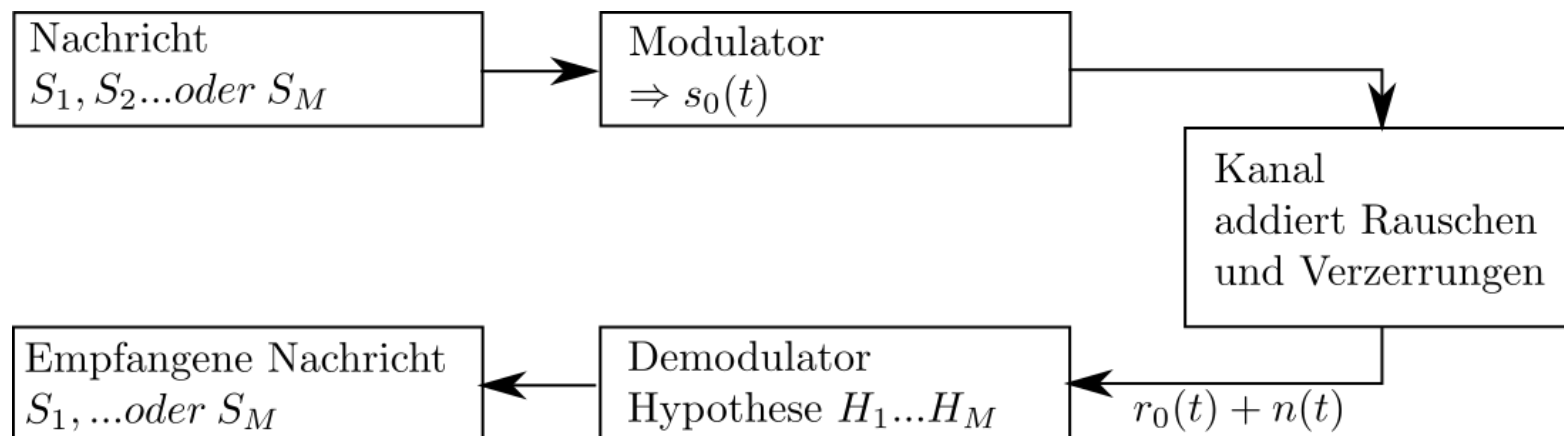 Nachricht
S_1, S_2...oder S_M
Modulator
⇒ s_0(t)
Kanal
addiert Rauschen
und Verzerrungen
r_0(t) + n(t)
Demodulator
Hypothese H_1...H_M
Empfangene Nachricht
S_1, ...oder S_M